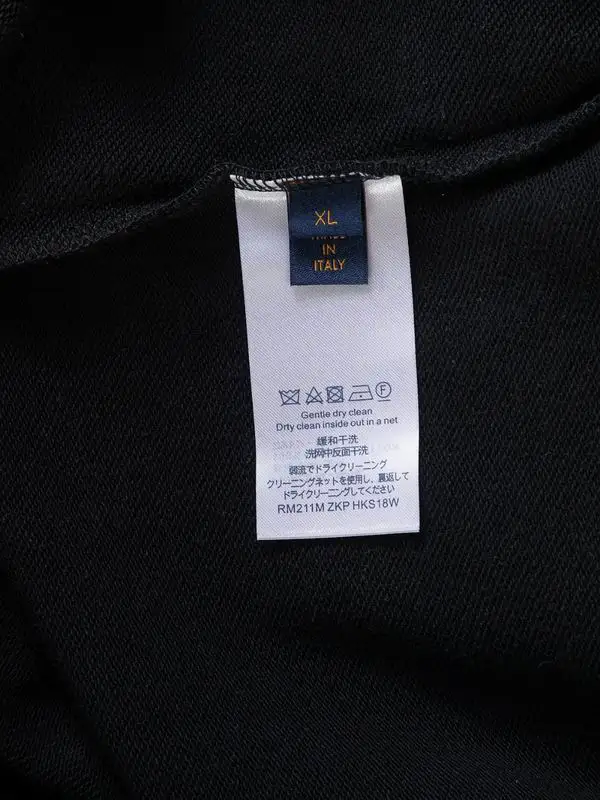 XL
IN
ITALY
F
Gentle dry clean
Drty clean inside out in a net
缓和干洗
洗网中反面干洗
弱流でドライクリーニング
クリーニングネットを使用し、裏返して
ドライクリーニングしてください
RM211M ZKP HKS18W